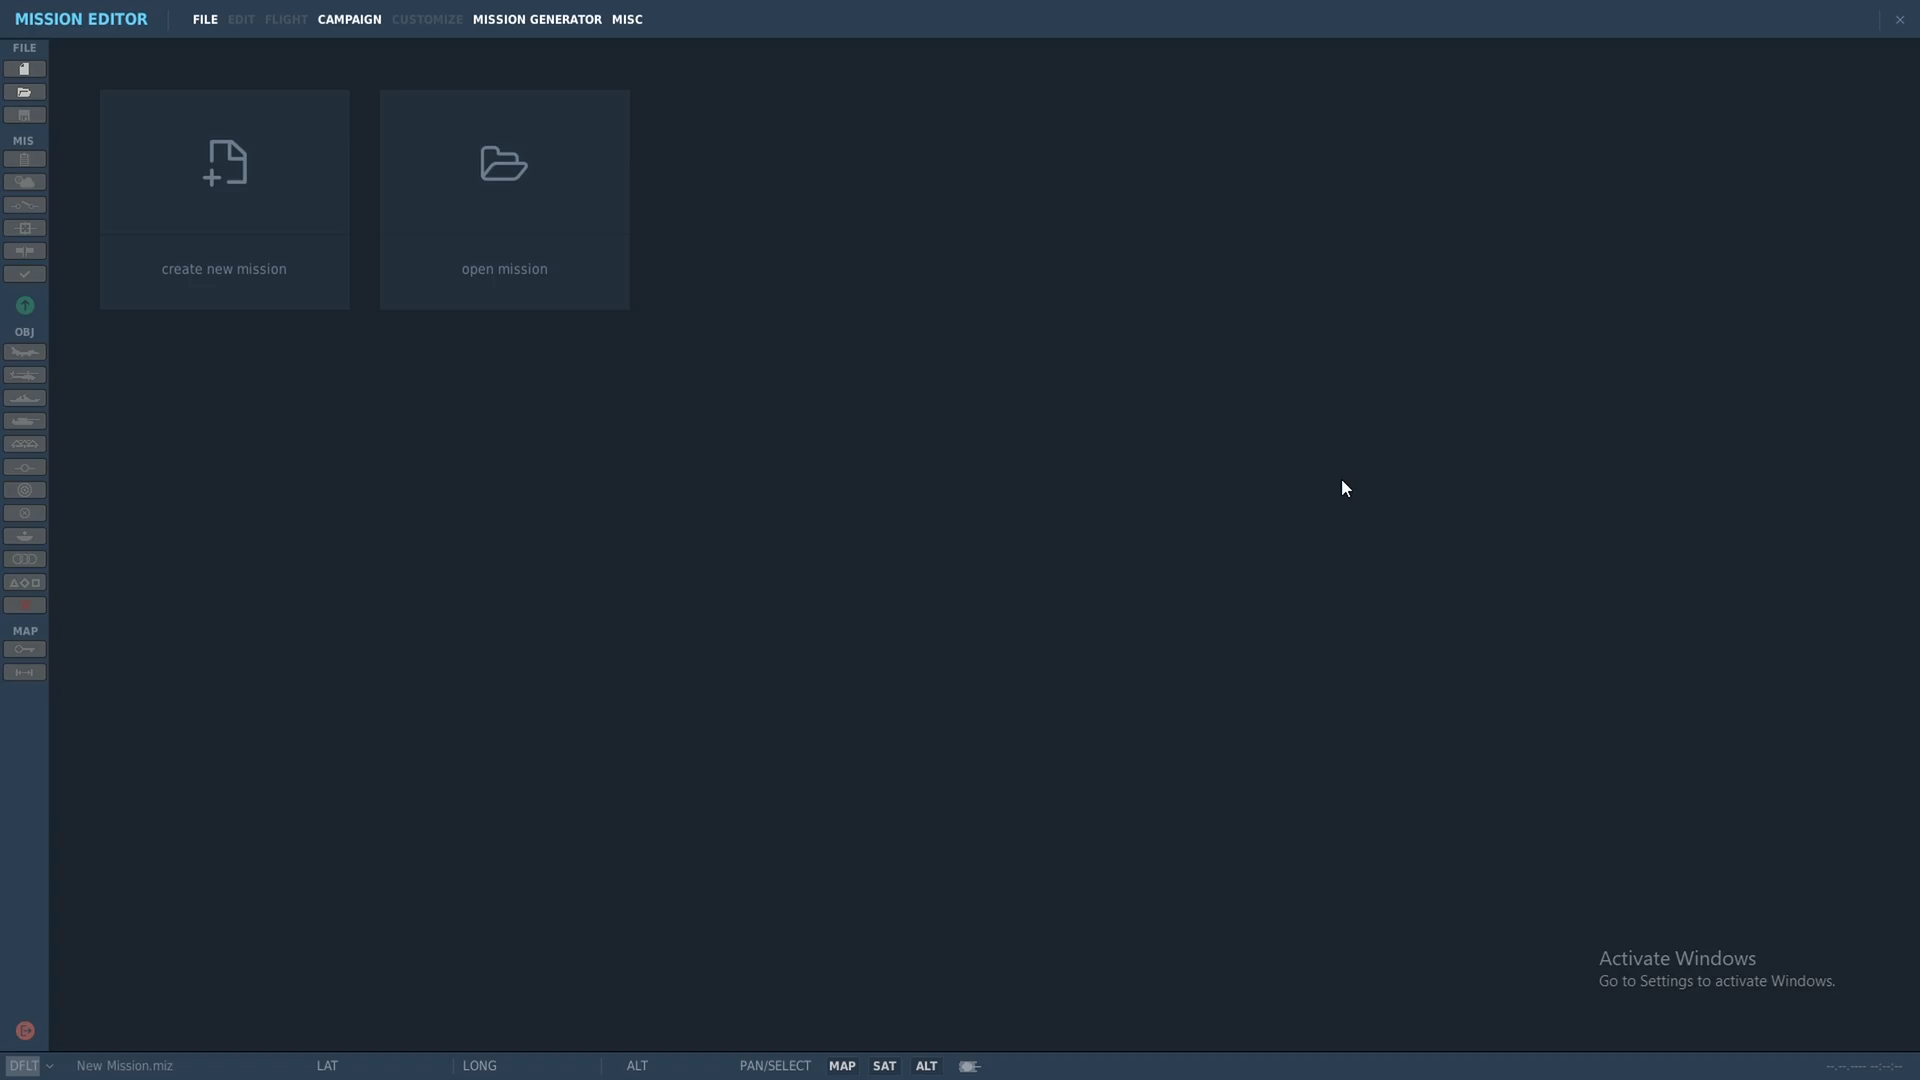 MISSION EDITOR
FILE EDIT FLIGHT CAMPAIGN CUSTOMIZE MISSION GENERATOR MISC
FILE
MIS
OBJ
MAP
create new mission
open mission
Activate Windows
Go to Settings to activate Windows.
DFLT New Mission.miz LAT LONG ALT PAN/SELECT MAP SAT ALT --.--.---- --:--:--